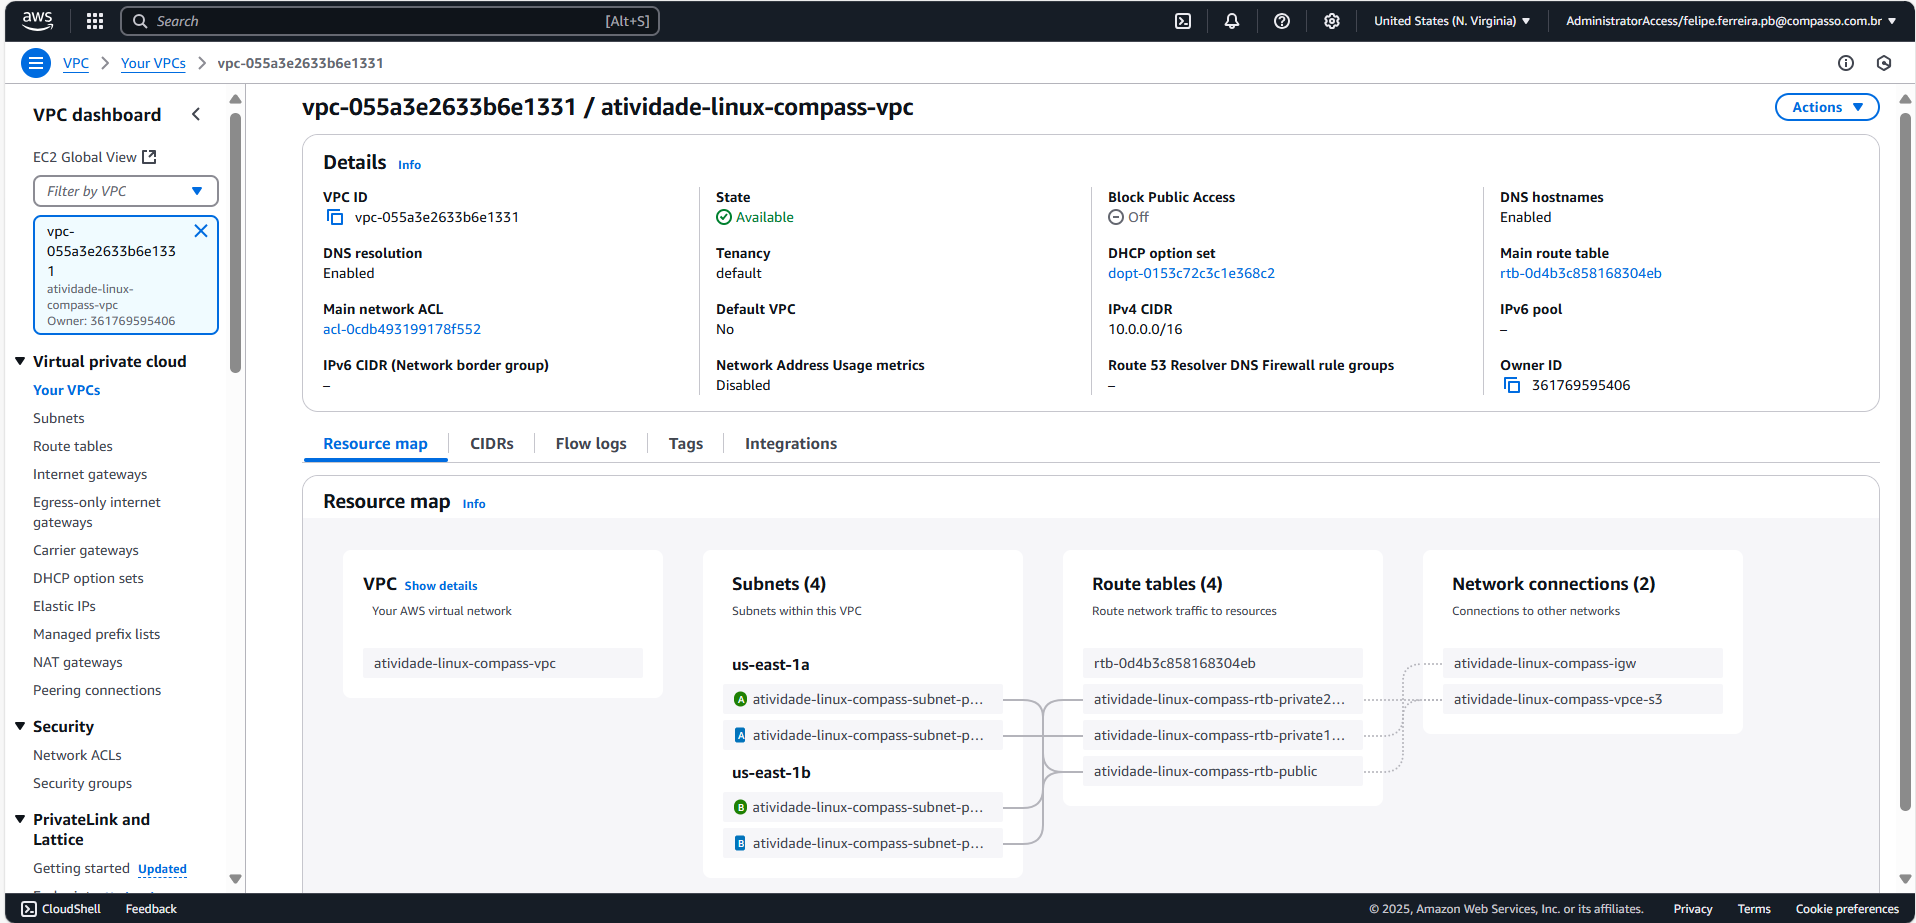 aws
Search [Alt+S]
United States (N. Virginia)
AdministratorAccess/felipe.ferreira.pb@compasso.com.br
VPC
Your VPCs
vpc-055a3e2633b6e1331
VPC dashboard
EC2 Global View
Filter by VPC
vpc-
055a3e2633b6e133
1
atividade-linux-
compass-vpc
Owner: 361769595406
Virtual private cloud
Your VPCs
Subnets
Route tables
Internet gateways
Egress-only internet
gateways
Carrier gateways
DHCP option sets
Elastic IPs
Managed prefix lists
NAT gateways
Peering connections
Security
Network ACLs
Security groups
PrivateLink and
Lattice
Getting started Updated
vpc-055a3e2633b6e1331 / atividade-linux-compass-vpc
Actions
Details Info
VPC ID
vpc-055a3e2633b6e1331
State
Available
Block Public Access
Off
DNS hostnames
Enabled
DNS resolution
Enabled
Tenancy
default
DHCP option set
dopt-0153c72c3c1e368c2
Main route table
rtb-0d4b3c858168304eb
Main network ACL
acl-0cdb493199178f552
Default VPC
No
IPv4 CIDR
10.0.0.0/16
IPv6 pool
–
IPv6 CIDR (Network border group)
–
Network Address Usage metrics
Disabled
Route 53 Resolver DNS Firewall rule groups
–
Owner ID
361769595406
Resource map
CIDRs
Flow logs
Tags
Integrations
Resource map Info
VPC Show details
Your AWS virtual network
atividade-linux-compass-vpc
Subnets (4)
Subnets within this VPC
us-east-1a
A atividade-linux-compass-subnet-p...
A atividade-linux-compass-subnet-p...
us-east-1b
B atividade-linux-compass-subnet-p...
B atividade-linux-compass-subnet-p...
Route tables (4)
Route network traffic to resources
rtb-0d4b3c858168304eb
atividade-linux-compass-rtb-private2...
atividade-linux-compass-rtb-private1...
atividade-linux-compass-rtb-public
Network connections (2)
Connections to other networks
atividade-linux-compass-igw
atividade-linux-compass-vpce-s3
CloudShell
Feedback
© 2025, Amazon Web Services, Inc. or its affiliates.
Privacy
Terms
Cookie preferences